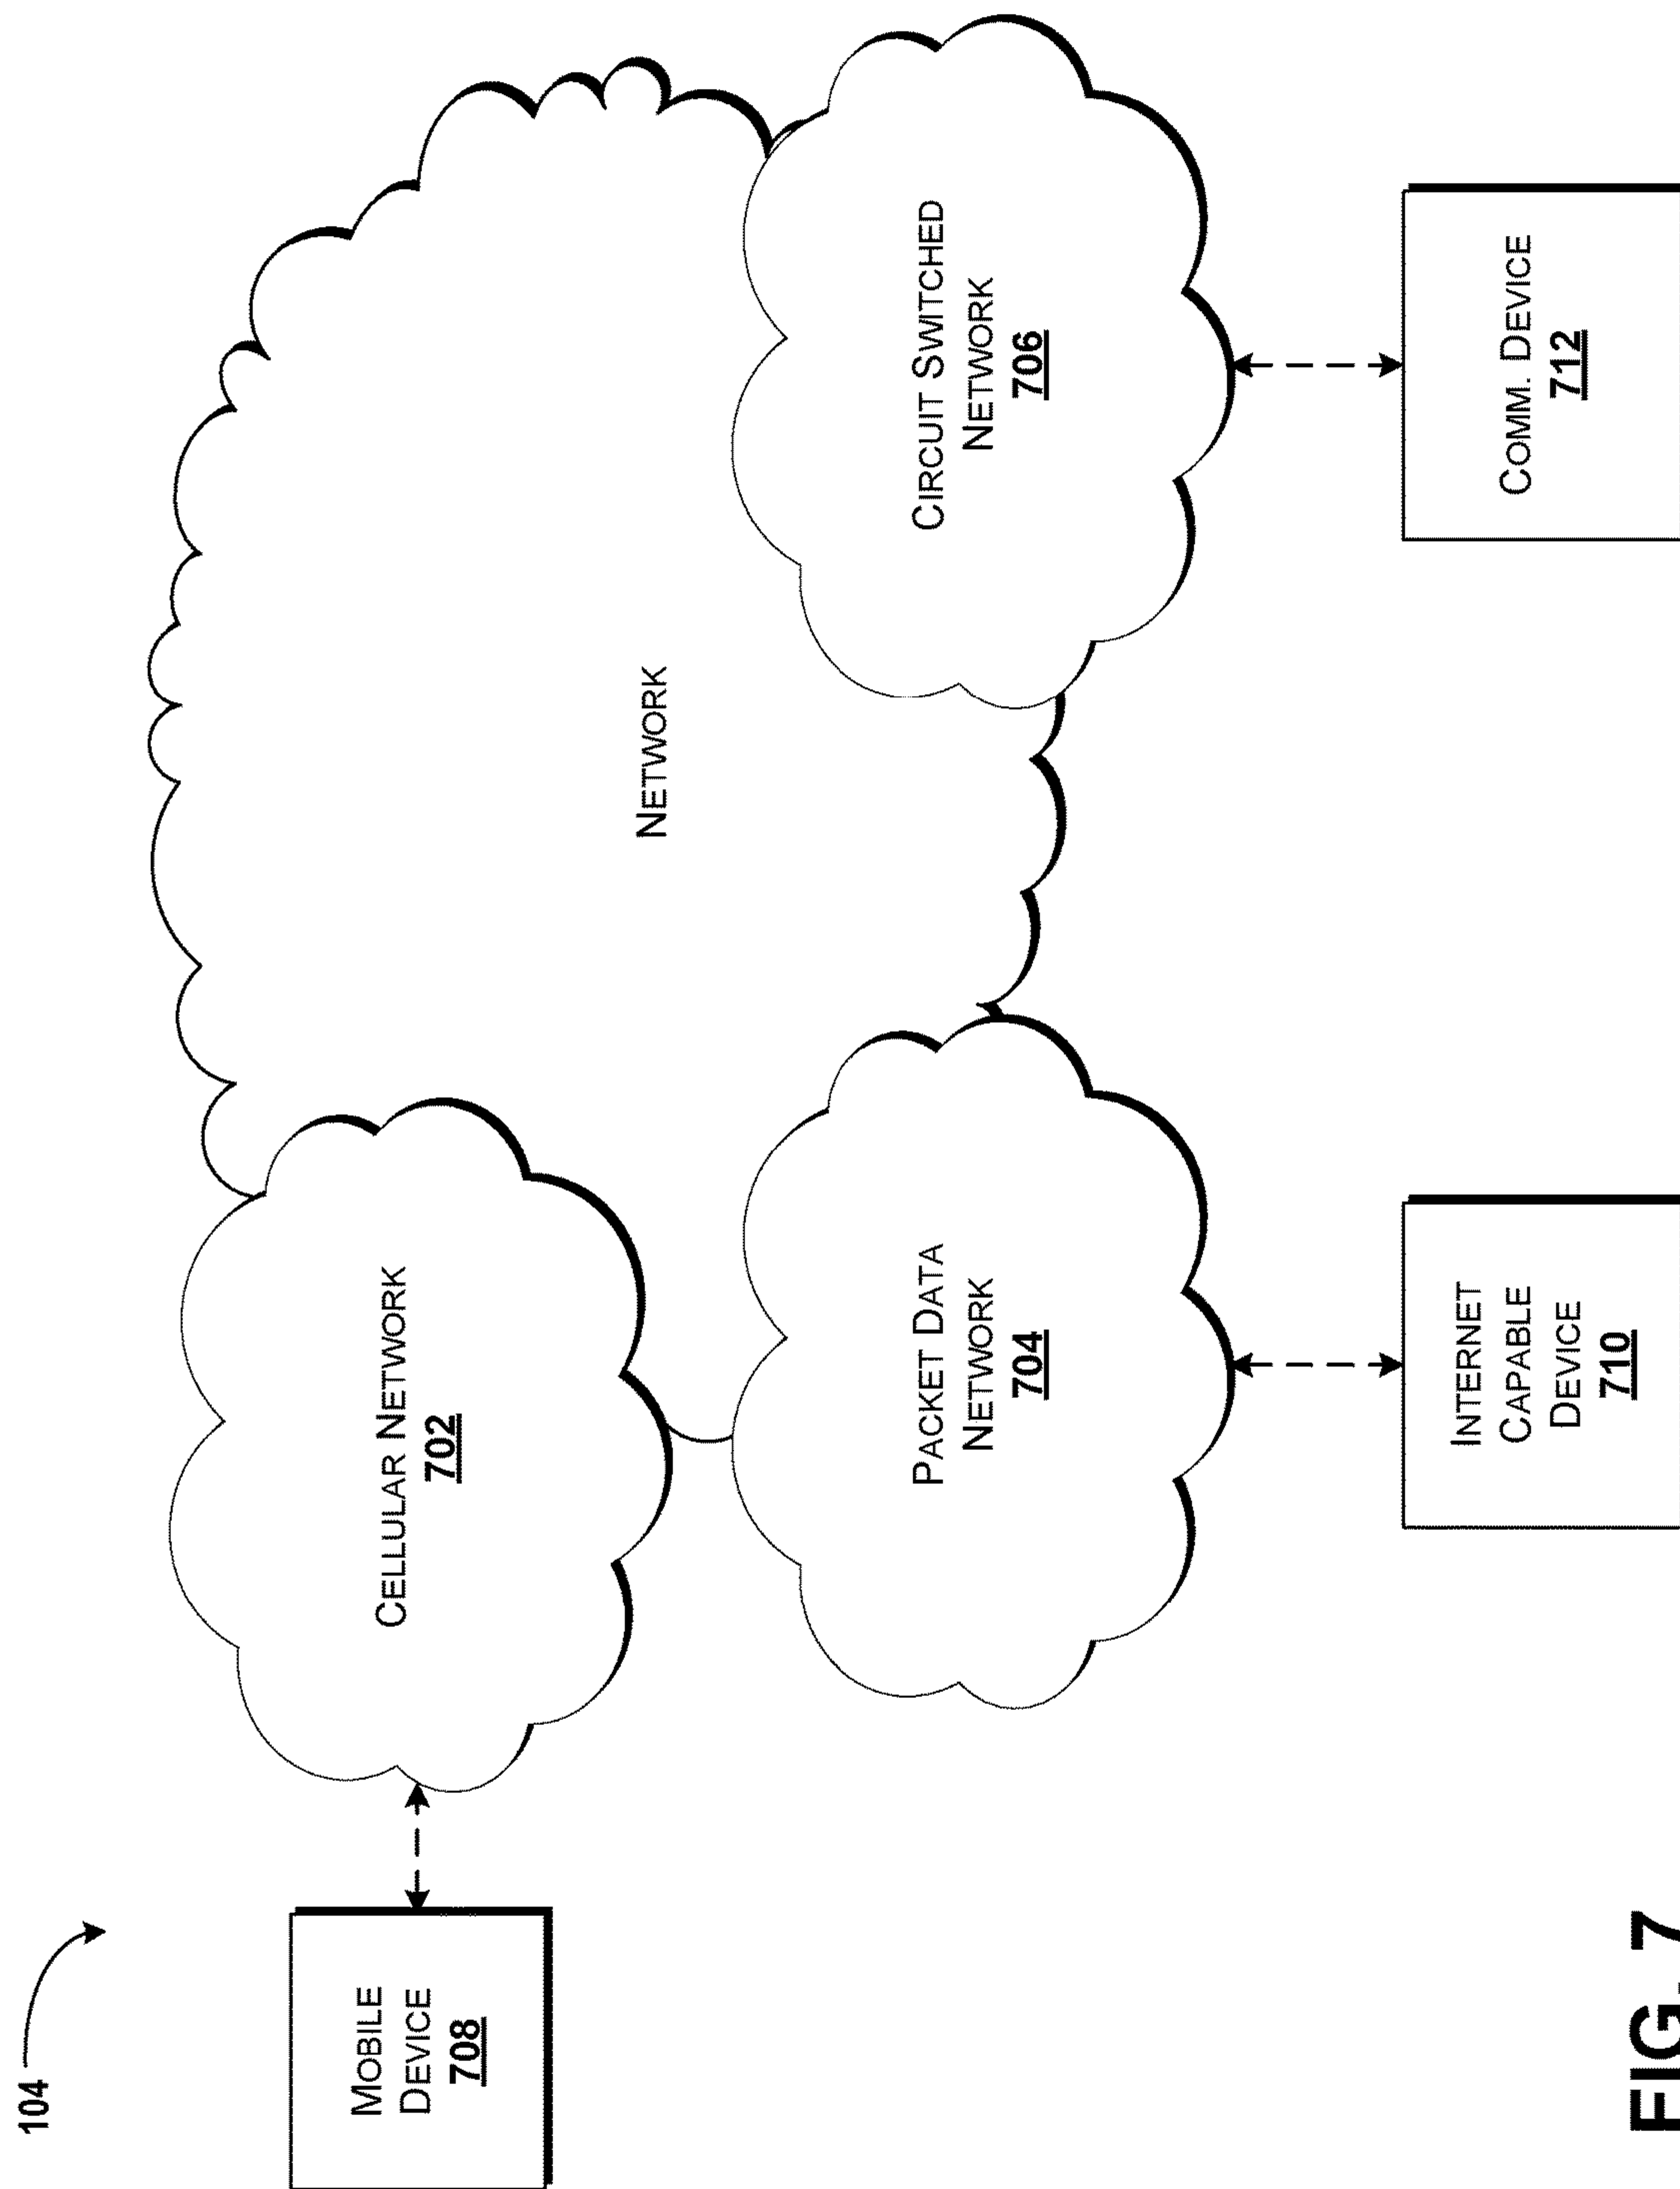 104
MOBILE
DEVICE
708
CELLULAR NETWORK
702
NETWORK
PACKET DATA
NETWORK
704
CIRCUIT SWITCHED
NETWORK
706
INTERNET
CAPABLE
DEVICE
710
COMM. DEVICE
712
FIG. 7